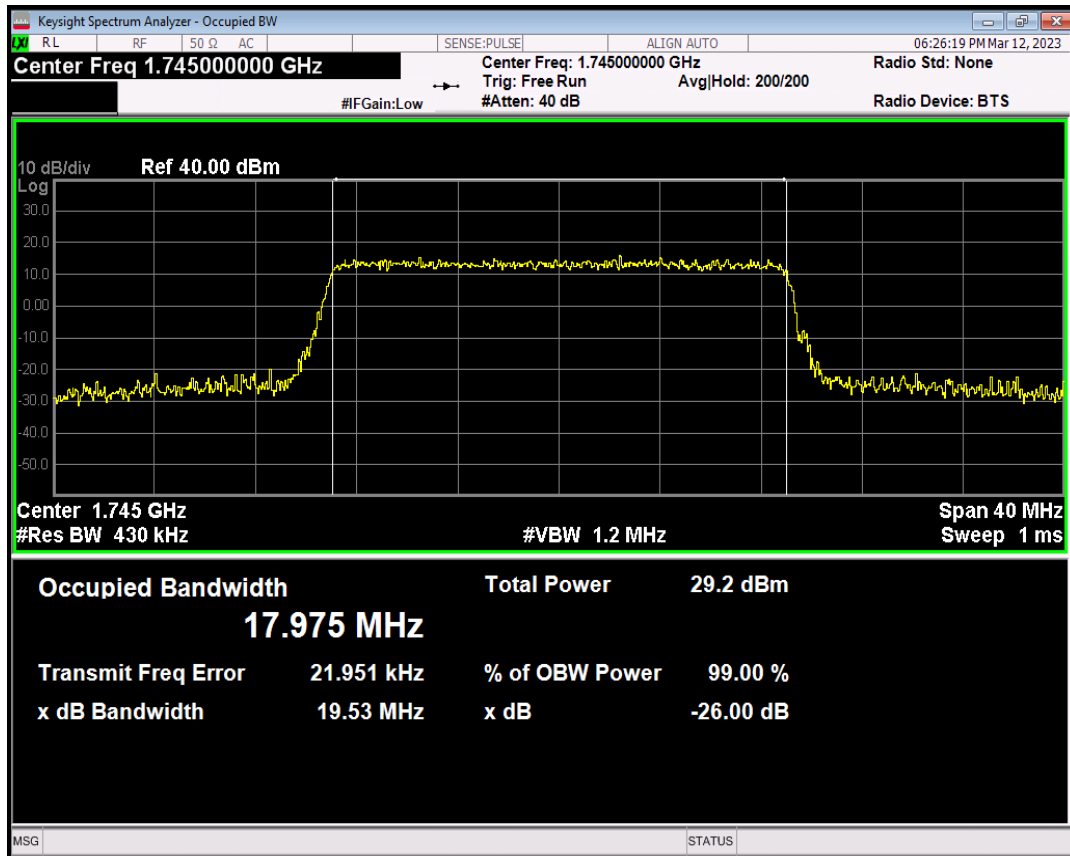 Keysight Spectrum Analyzer - Occupied BW
LXI RL RF 50 Ω AC SENSE:PULSE ALIGN AUTO 06:26:19 PM Mar 12, 2023
Center Freq 1.745000000 GHz Center Freq: 1.745000000 GHz Radio Std: None
Trig: Free Run Avg|Hold: 200/200
#IFGain:Low #Atten: 40 dB Radio Device: BTS
10 dB/div Ref 40.00 dBm
Log
30.0
20.0
10.0
0.00
-10.0
-20.0
-30.0
-40.0
-50.0
Center 1.745 GHz Span 40 MHz
#Res BW 430 kHz #VBW 1.2 MHz Sweep 1 ms
Occupied Bandwidth Total Power 29.2 dBm
17.975 MHz
Transmit Freq Error 21.951 kHz % of OBW Power 99.00 %
x dB Bandwidth 19.53 MHz x dB -26.00 dB
MSG STATUS